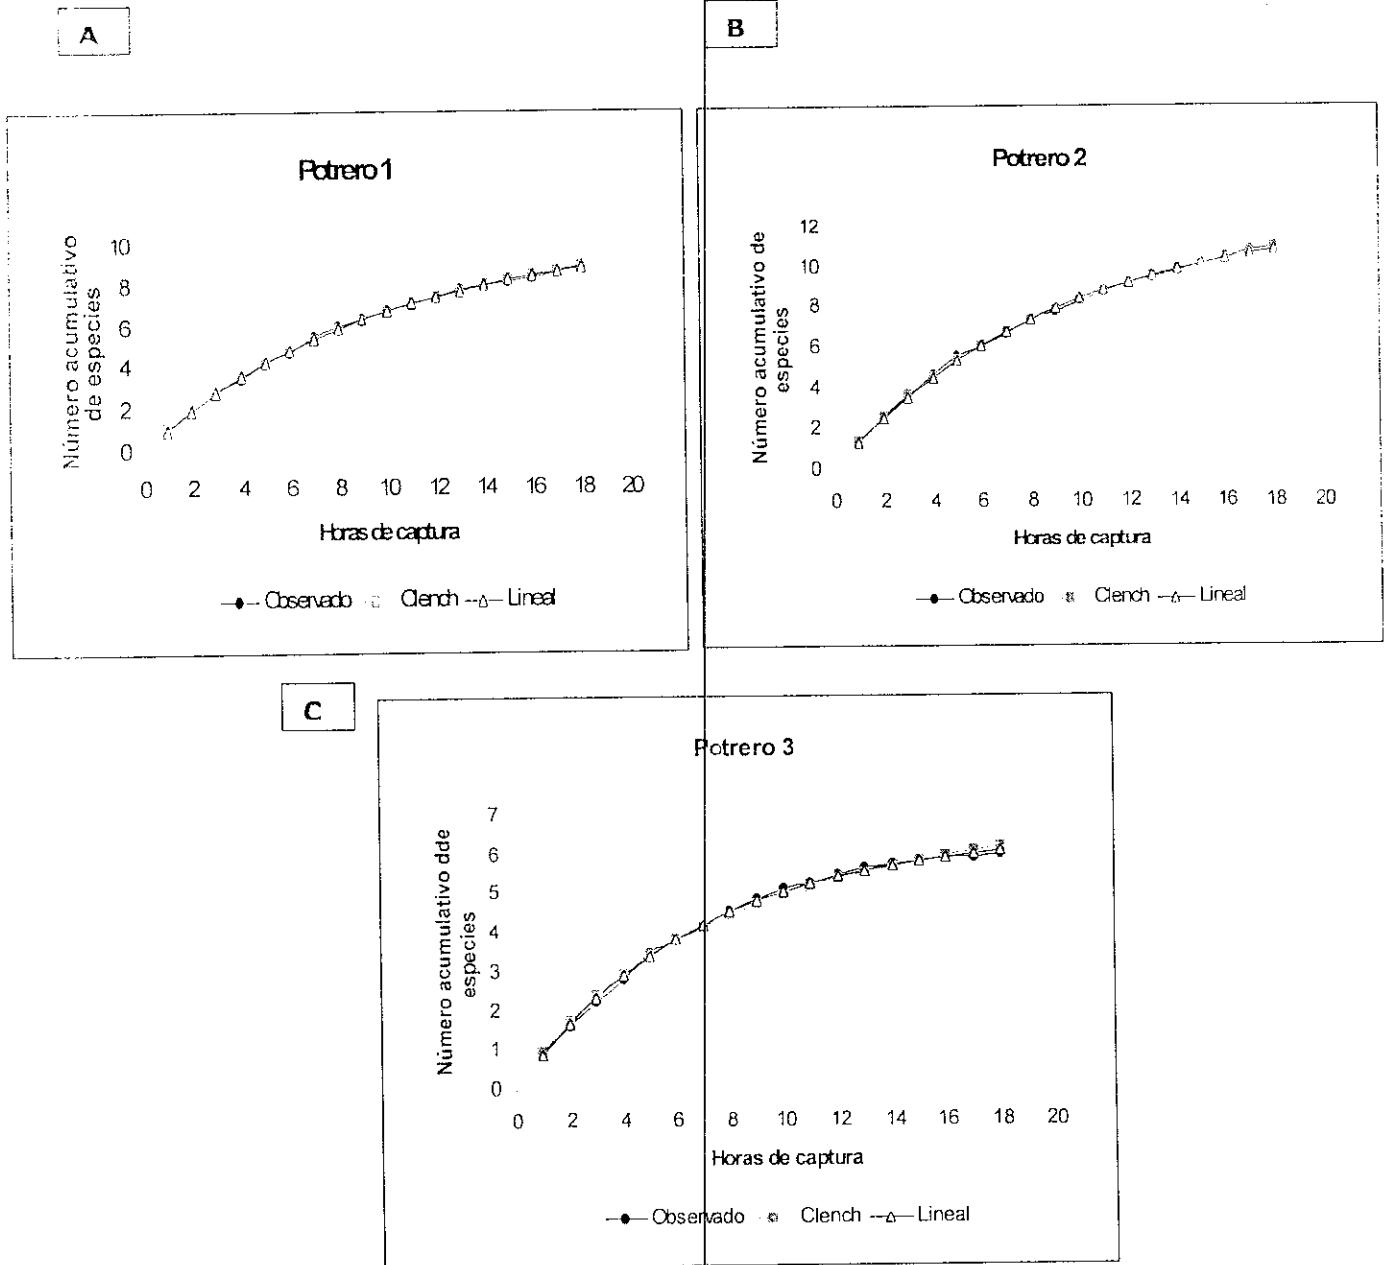 A
Potrero 1
Número acumulativo
de especies
10
8
6
4
2
0
0 2 4 6 8 10 12 14 16 18 20
Horas de captura
Observado Clench Lineal
B
Potrero 2
Número acumulativo de
especies
12
10
8
6
4
2
0
0 2 4 6 8 10 12 14 16 18 20
Horas de captura
Observado Clench Lineal
C
Potrero 3
Número acumulativo dde
especies
7
6
5
4
3
2
1
0
0 2 4 6 8 10 12 14 16 18 20
Horas de captura
Observado Clench Lineal